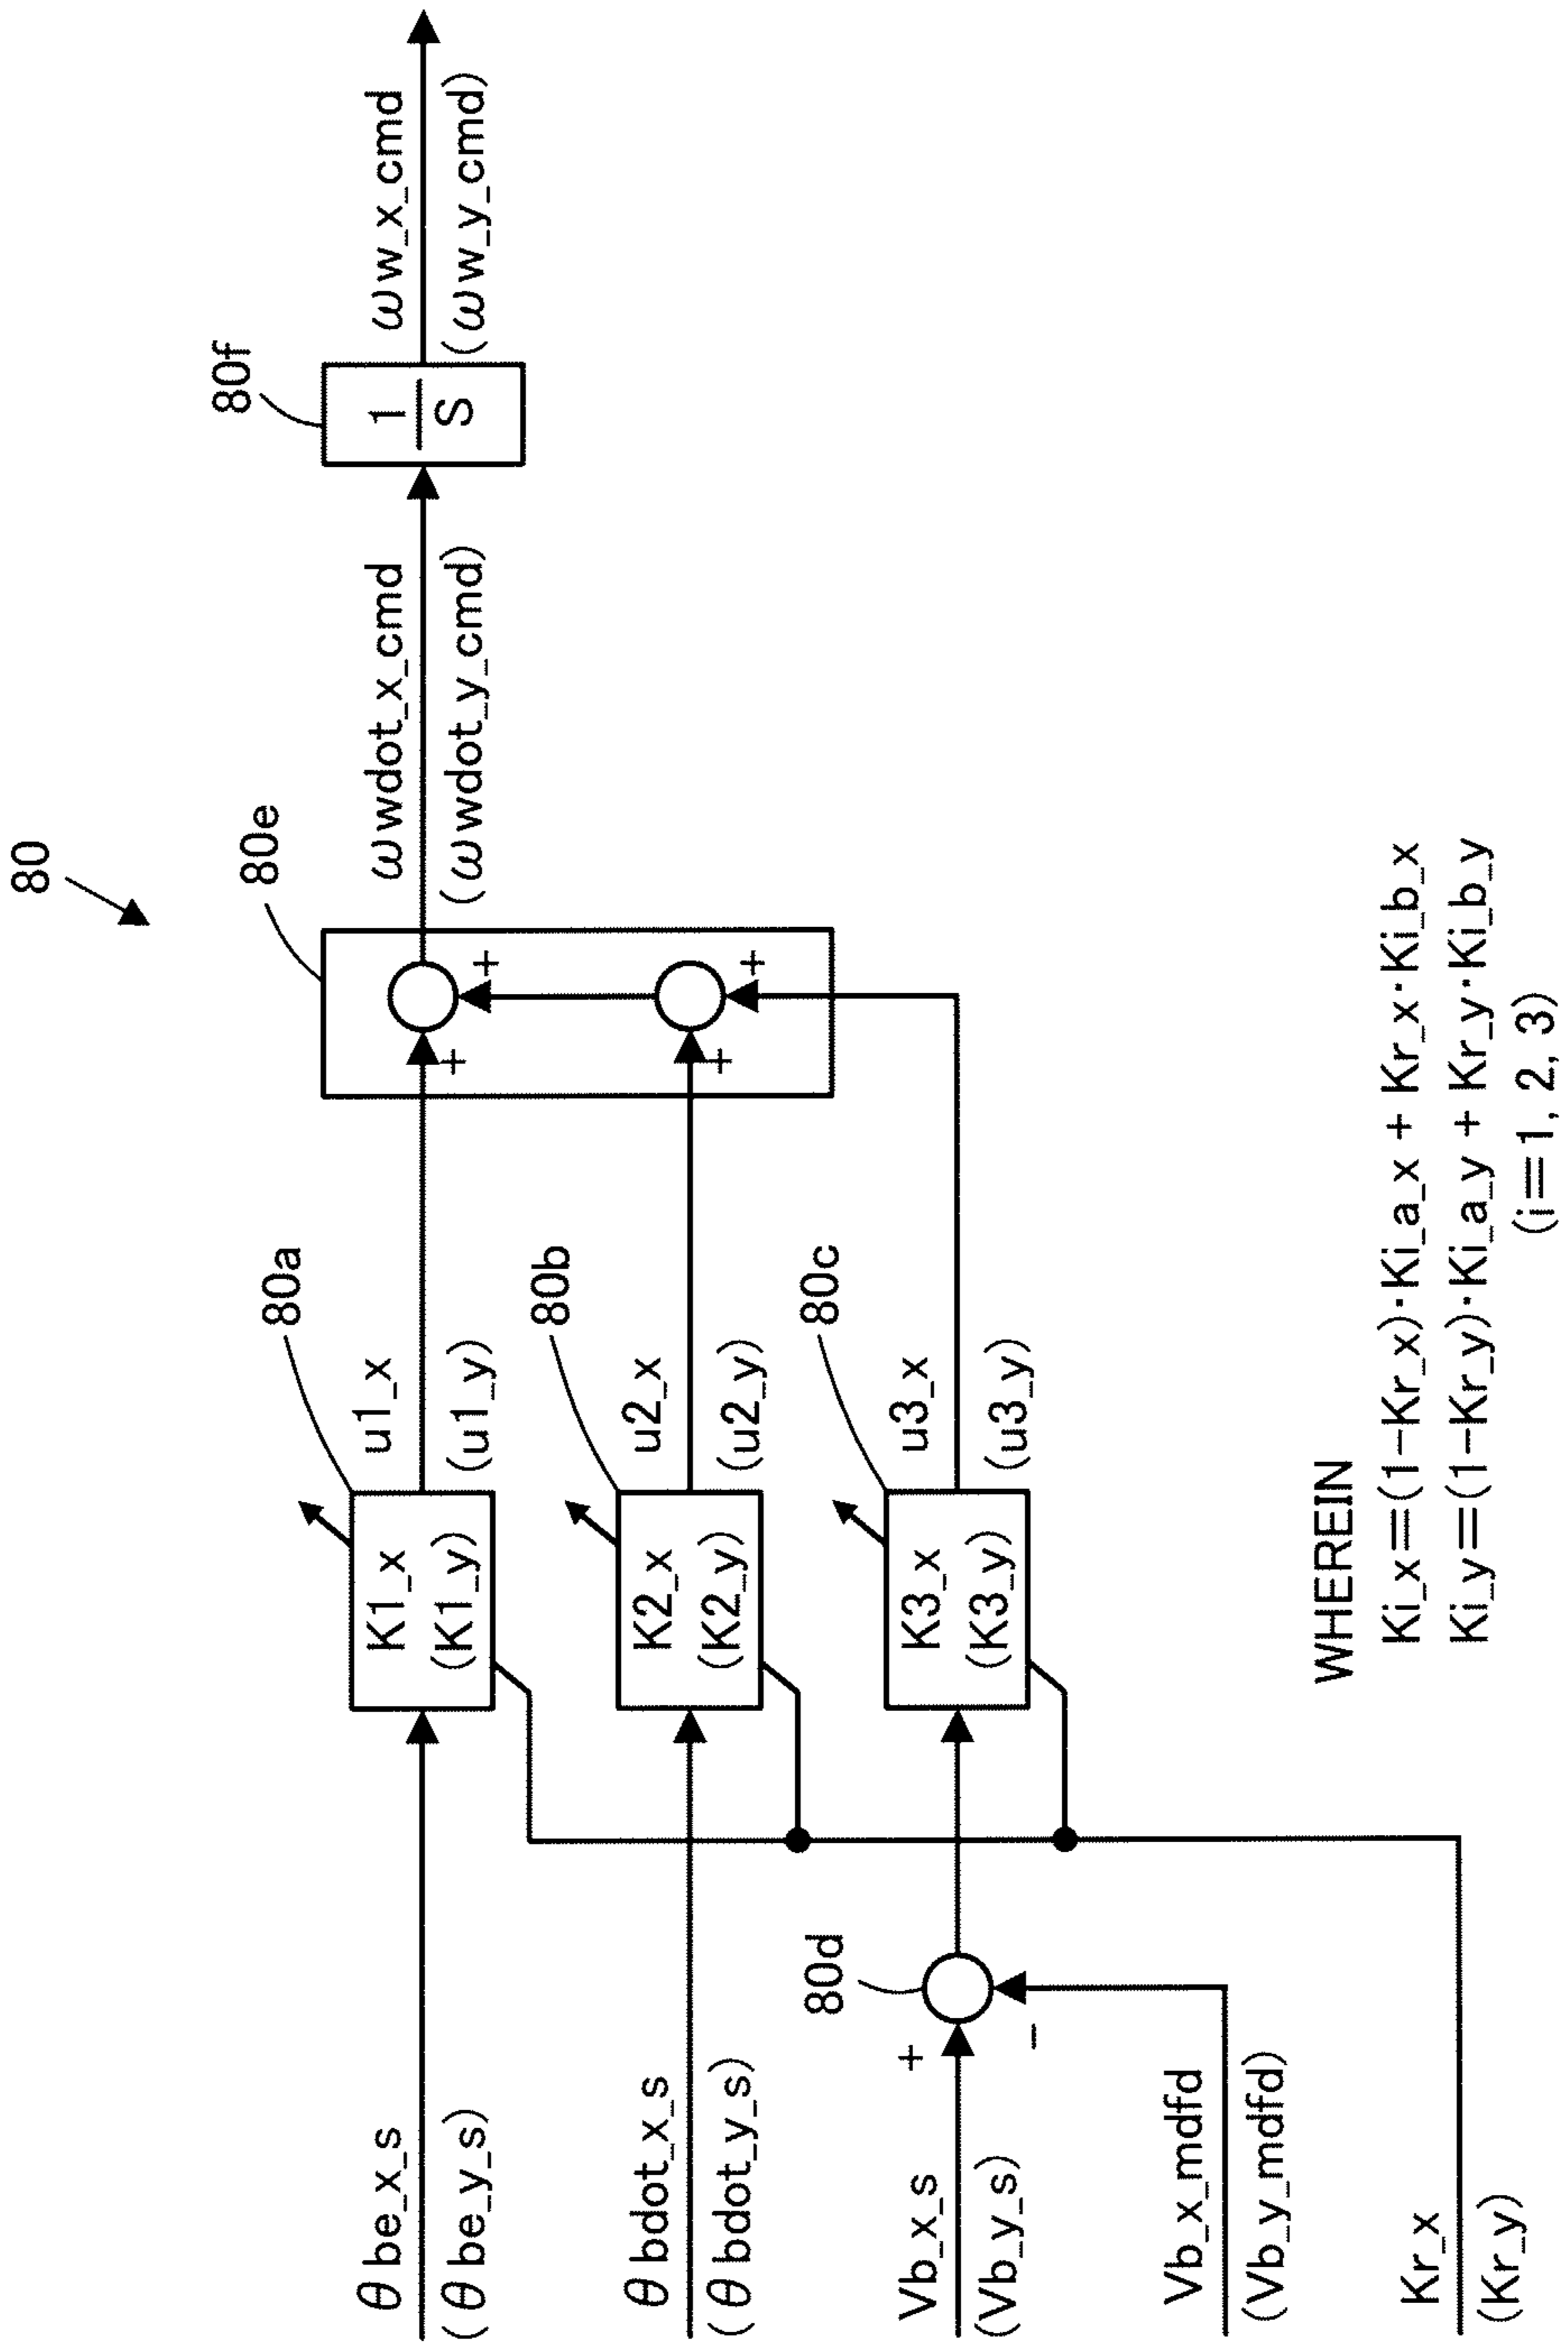 80
80f
80e
80a
80b
80c
80d
θbe_x_s
(θbe_y_s)
K1_x
(K1_y)
u1_x
(u1_y)
+
+
ωwdot_x_cmd
(ωwdot_y_cmd)
1
S
ωw_x_cmd
(ωw_y_cmd)
θbdot_x_s
(θbdot_y_s)
K2_x
(K2_y)
u2_x
(u2_y)
+
+
Vb_x_s
(Vb_y_s)
+
-
K3_x
(K3_y)
u3_x
(u3_y)
Vb_x_mdfd
(Vb_y_mdfd)
Kr_x
(Kr_y)
WHEREIN
Ki_x=(1-Kr_x)·Ki_a_x + Kr_x·Ki_b_x
Ki_y=(1-Kr_y)·Ki_a_y + Kr_y·Ki_b_y
(i=1, 2, 3)